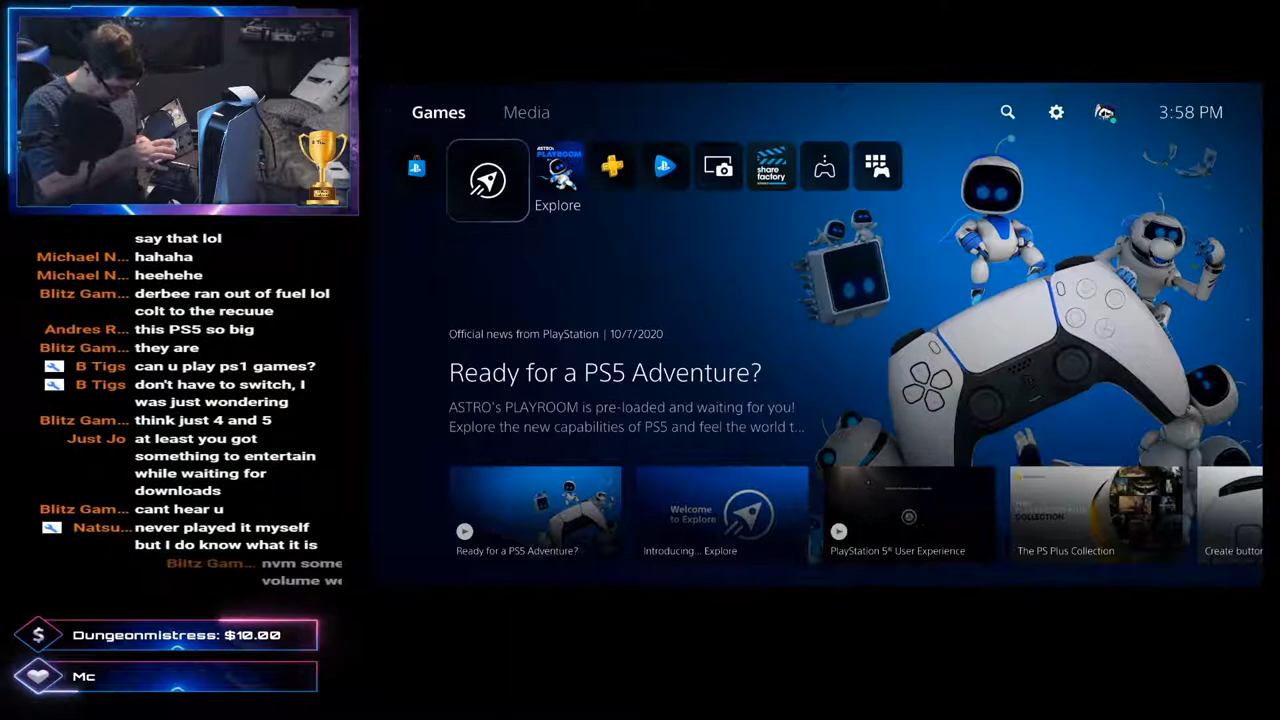 say that lol
Michael N... hahaha
Michael N... heehehe
Blitz Gam... derbee ran out of fuel lol
colt to the recuue
Andres R... this PS5 so big
Blitz Gam... they are
B Tigs can u play ps1 games?
B Tigs don't have to switch, I
was just wondering
Blitz Gam... think just 4 and 5
Just Jo at least you got
something to entertain
while waiting for
downloads
Blitz Gam... cant hear u
Natsu... never played it myself
but I do know what it is
Blitz Gam... nvm some
volume we
$ Dungeonmistress: $10.00
Mc
Games Media 3:58 PM
ASTRO's
PLAYROOM
share
factory
Explore
Official news from PlayStation | 10/7/2020
Ready for a PS5 Adventure?
ASTRO's PLAYROOM is pre-loaded and waiting for you!
Explore the new capabilities of PS5 and feel the world t...
Welcome
to Explore
COLLECTION
Ready for a PS5 Adventure?
Introducing... Explore
PlayStation 5® User Experience
The PS Plus Collection
Create button